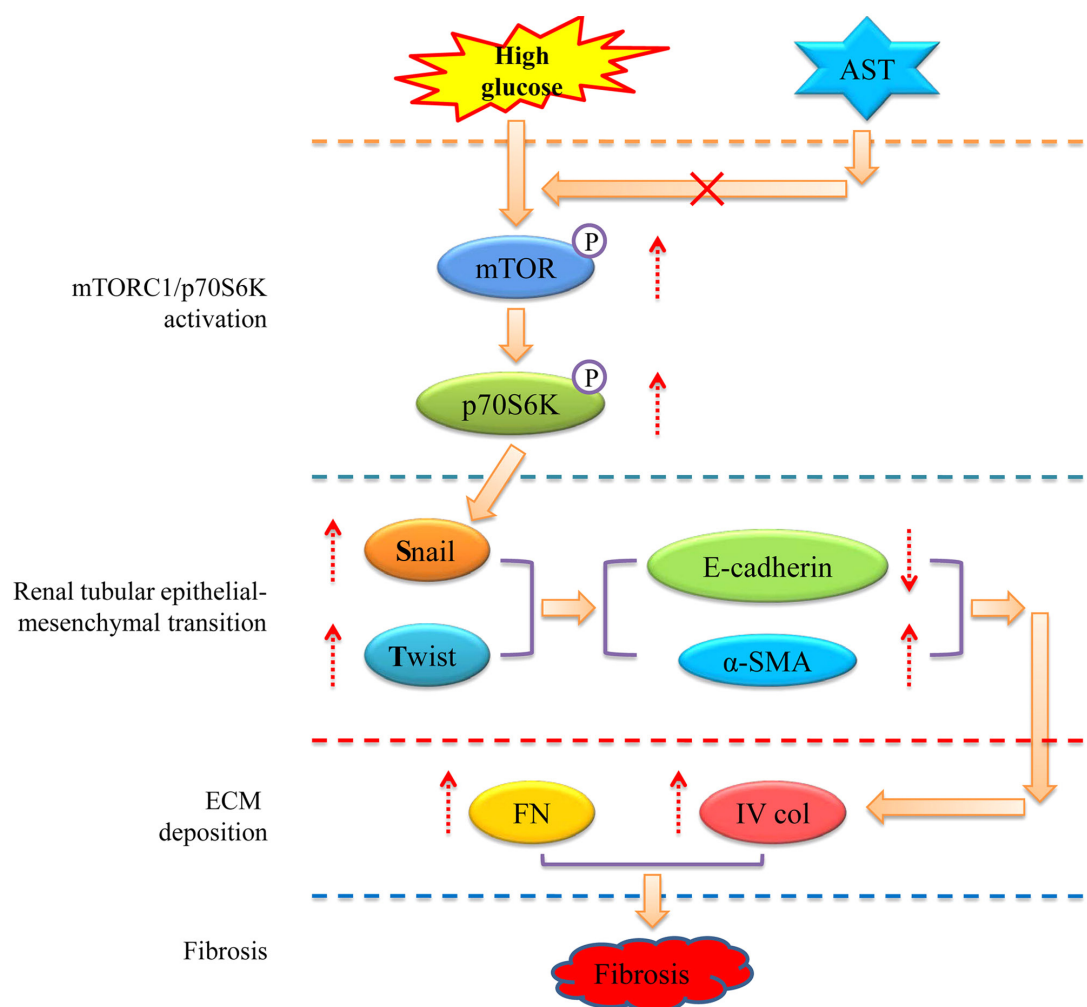 High
glucose
AST
mTORC1/p70S6K
activation
mTOR
P
p70S6K
P
Renal tubular epithelial-
mesenchymal transition
Snail
E-cadherin
Twist
α-SMA
ECM
deposition
FN
IV col
Fibrosis
Fibrosis